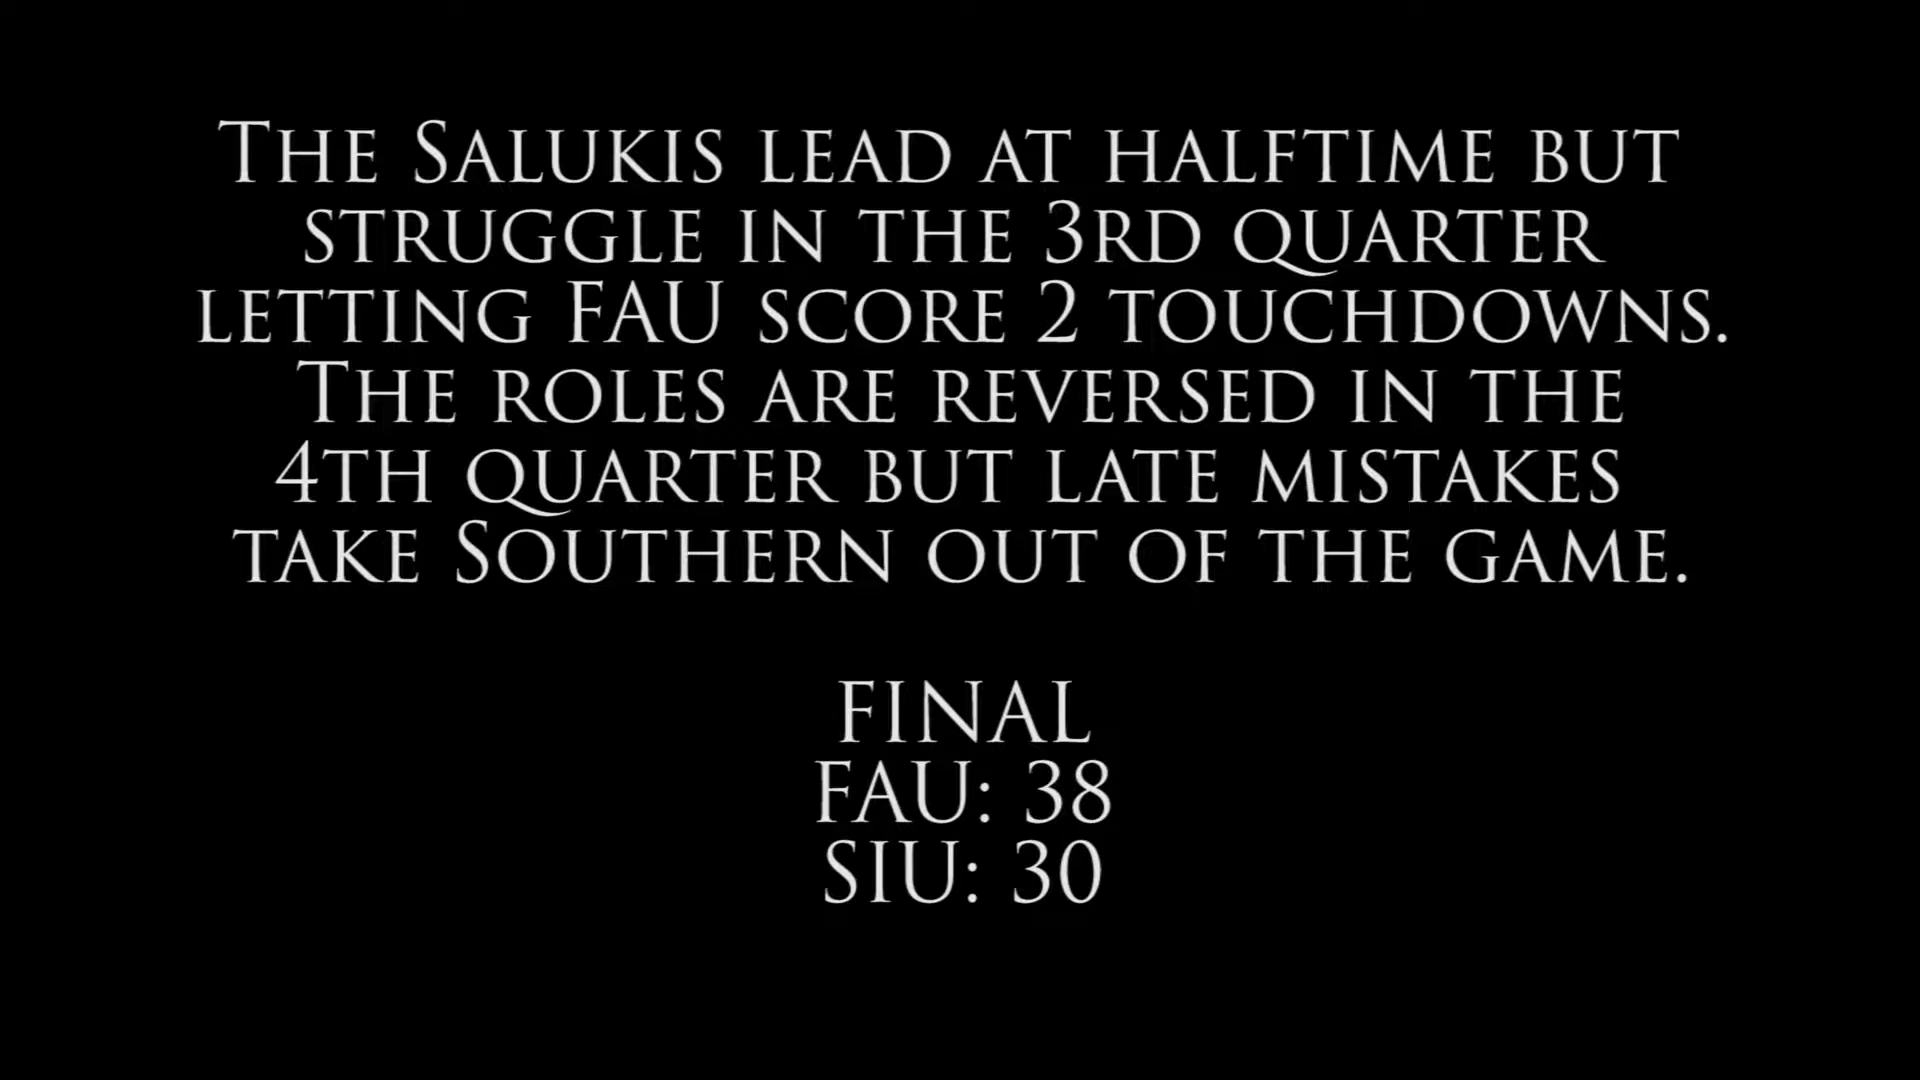 The Salukis lead at halftime but
struggle in the 3rd quarter
letting FAU score 2 touchdowns.
The roles are reversed in the
4th quarter but late mistakes
take Southern out of the game.
FINAL
FAU: 38
SIU: 30